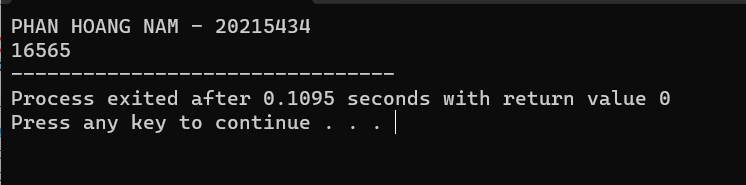 PHAN HOANG NAM - 20215434
16565
--------------------------------
Process exited after 0.1095 seconds with return value 0
Press any key to continue . . .